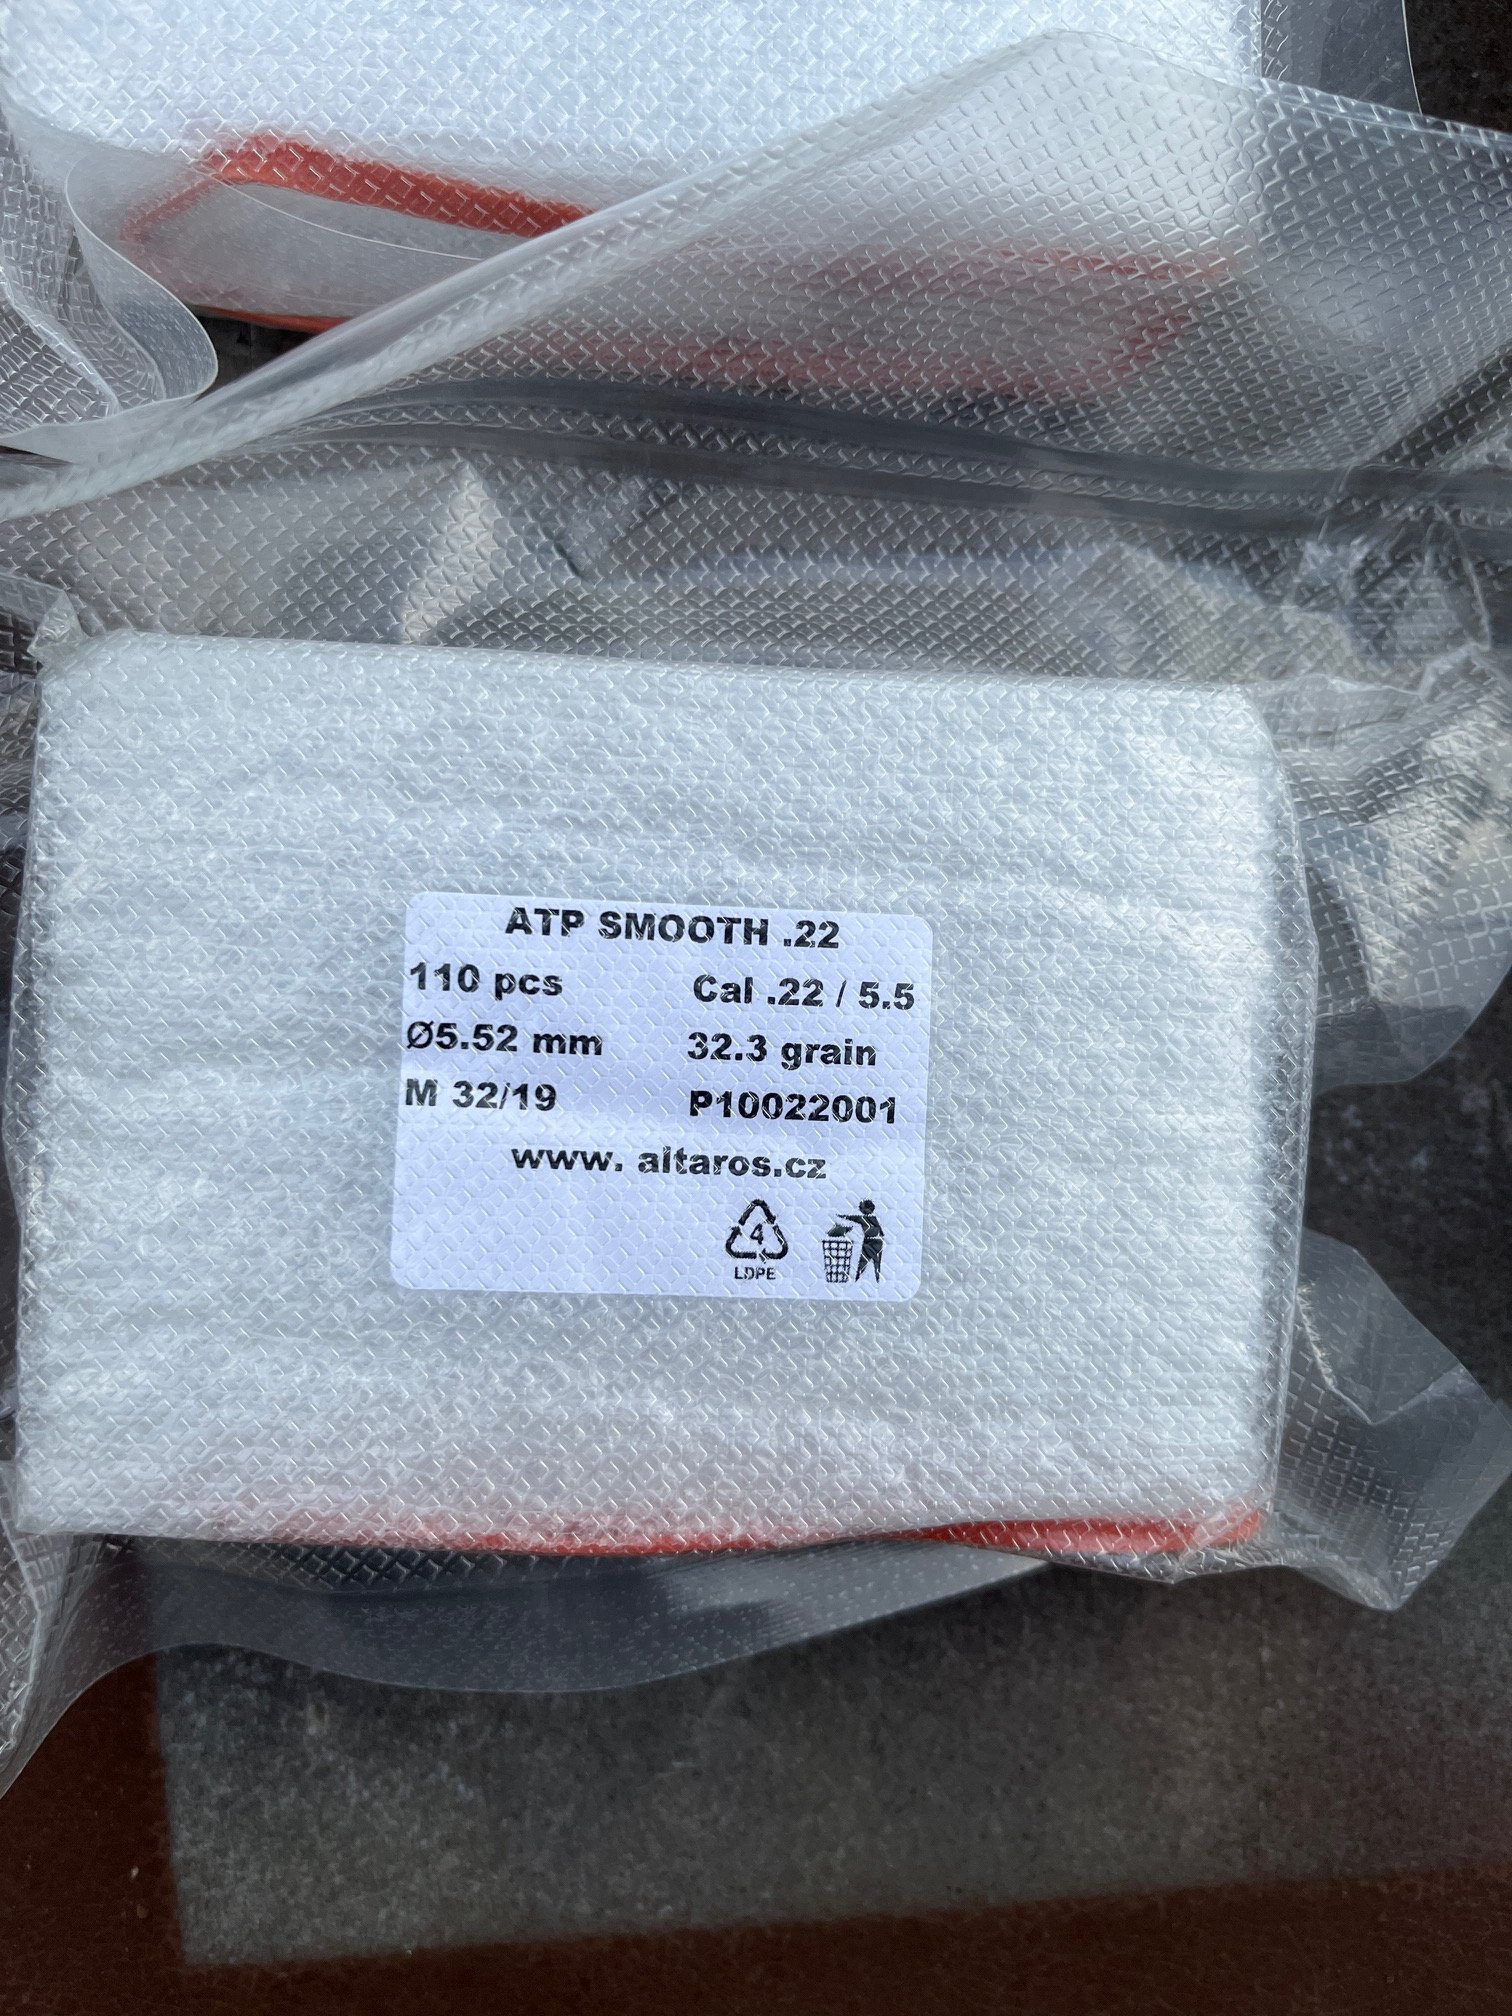 ATP SMOOTH .22
110 pcs Cal .22 / 5.5
Ø5.52 mm 32.3 grain
M 32/19 P10022001
www. altaros.cz
4
LDPE